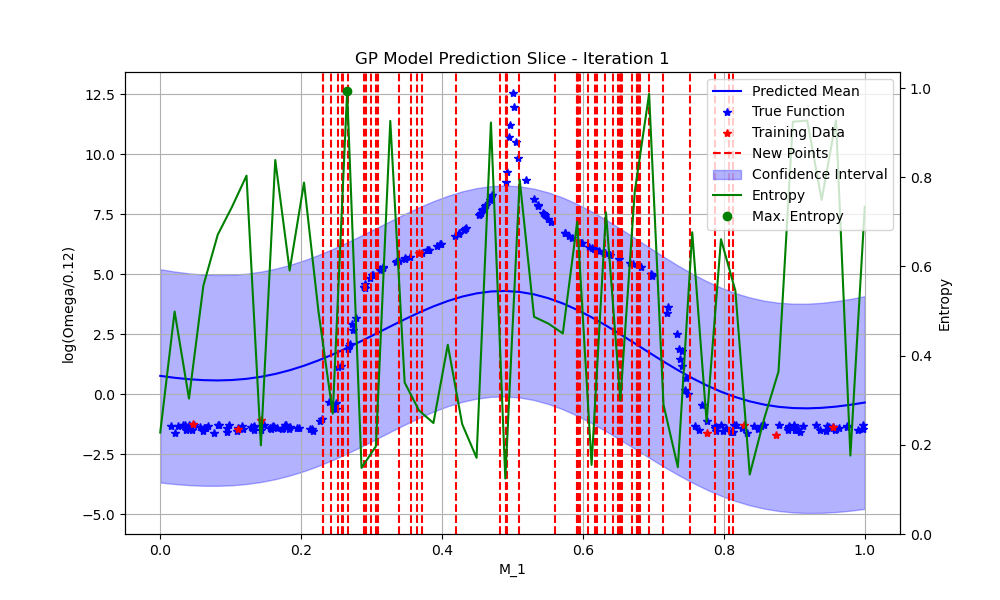 GP Model Prediction Slice - Iteration 1
12.5
10.0
7.5
5.0
2.5
0.0
−2.5
−5.0
log(Omega/0.12)
0.0
0.2
0.4
0.6
0.8
1.0
M_1
1.0
0.8
0.6
0.4
0.2
0.0
Entropy
Predicted Mean
True Function
Training Data
New Points
Confidence Interval
Entropy
Max. Entropy